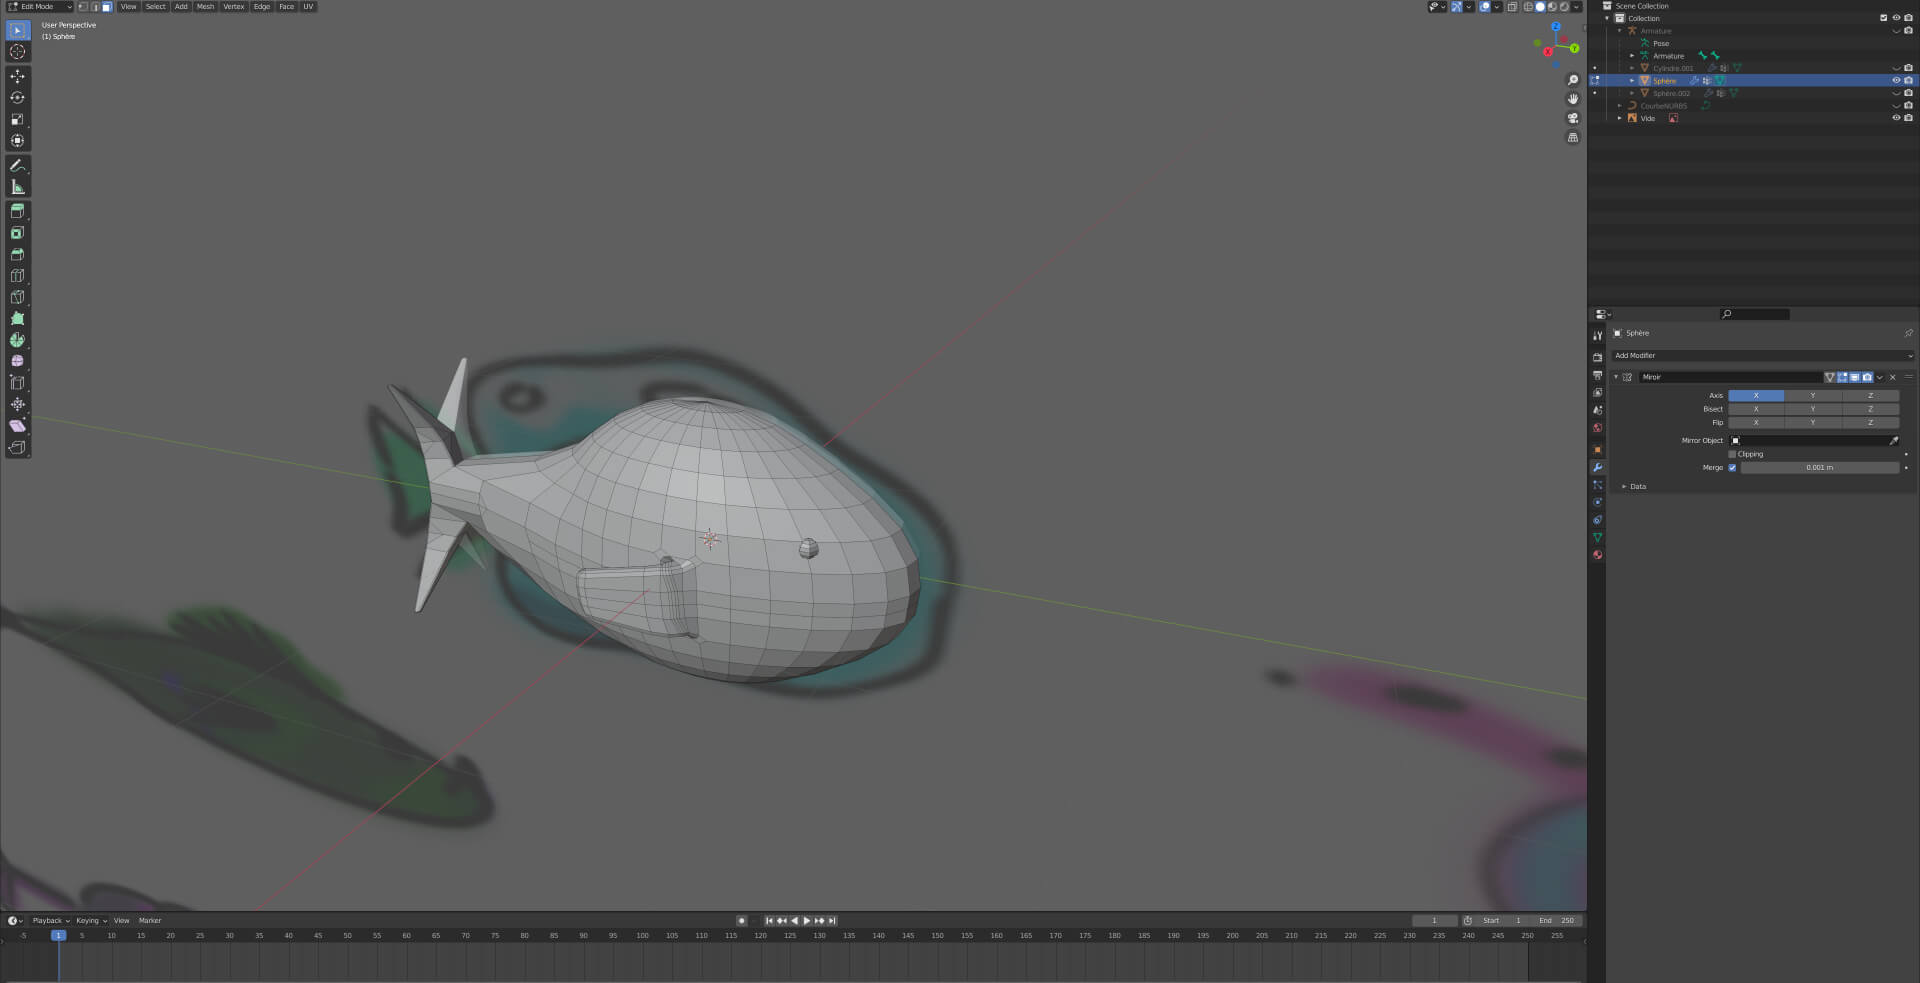 Edit Mode View Select Add Mesh Vertex Edge Face UV
User Perspective
(1) Sphère
Z
Y
X
Scene Collection
Collection
Armature
Pose
Armature
Cylindre.001
Sphère
Sphère.002
CourbeNURBS
Vide
Sphère
Add Modifier
Miroir
Axis X Y Z
Bisect X Y Z
Flip X Y Z
Mirror Object
Clipping
Merge 0.001 m
Data
Playback Keying View Marker 1 Start 1 End 250
-5 1 5 10 15 20 25 30 35 40 45 50 55 60 65 70 75 80 85 90 95 100 105 110 115 120 125 130 135 140 145 150 155 160 165 170 175 180 185 190 195 200 205 210 215 220 225 230 235 240 245 250 255